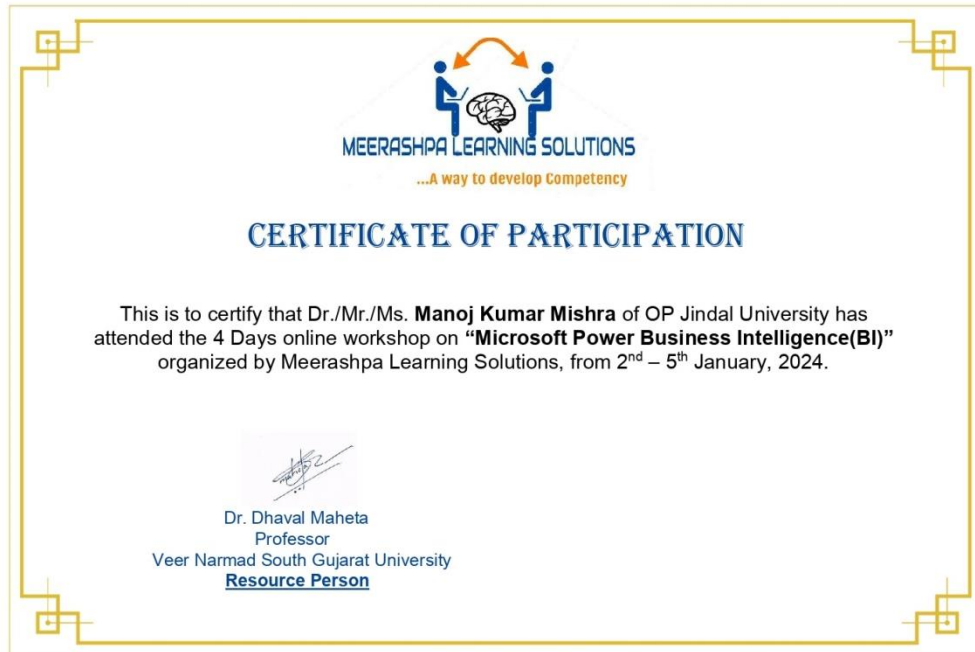 MEERASHPA LEARNING SOLUTIONS
...A way to develop Competency
CERTIFICATE OF PARTICIPATION
This is to certify that Dr./Mr./Ms. Manoj Kumar Mishra of OP Jindal University has
attended the 4 Days online workshop on “Microsoft Power Business Intelligence(BI)”
organized by Meerashpa Learning Solutions, from 2nd – 5th January, 2024.
Dr. Dhaval Maheta
Professor
Veer Narmad South Gujarat University
Resource Person